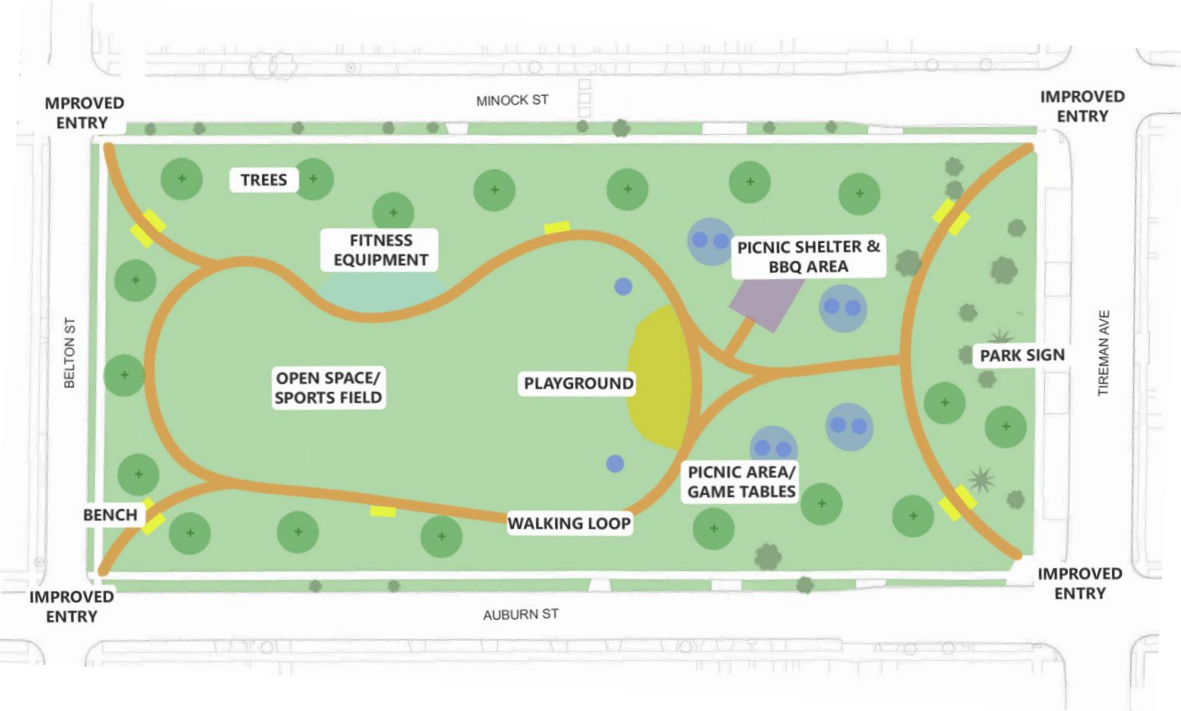 MINOCK ST
MPROVED
ENTRY
IMPROVED
ENTRY
TREES
FITNESS
EQUIPMENT
PICNIC SHELTER &
BBQ AREA
BELTON ST
TIREMAN AVE
PARK SIGN
OPEN SPACE/
SPORTS FIELD
PLAYGROUND
PICNIC AREA/
GAME TABLES
BENCH
WALKING LOOP
IMPROVED
ENTRY
IMPROVED
ENTRY
AUBURN ST